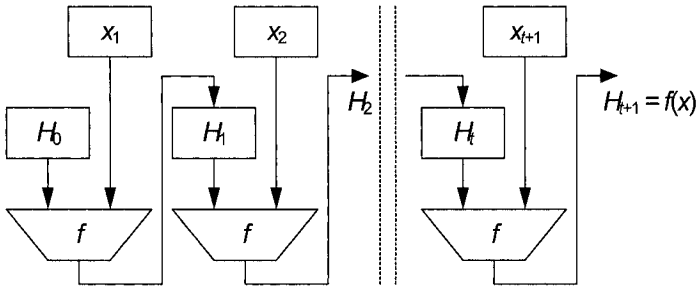 x₁ x₂ xₜ₊₁
H₀ H₁ H₂ Hₜ Hₜ₊₁ = f(x)
f f f